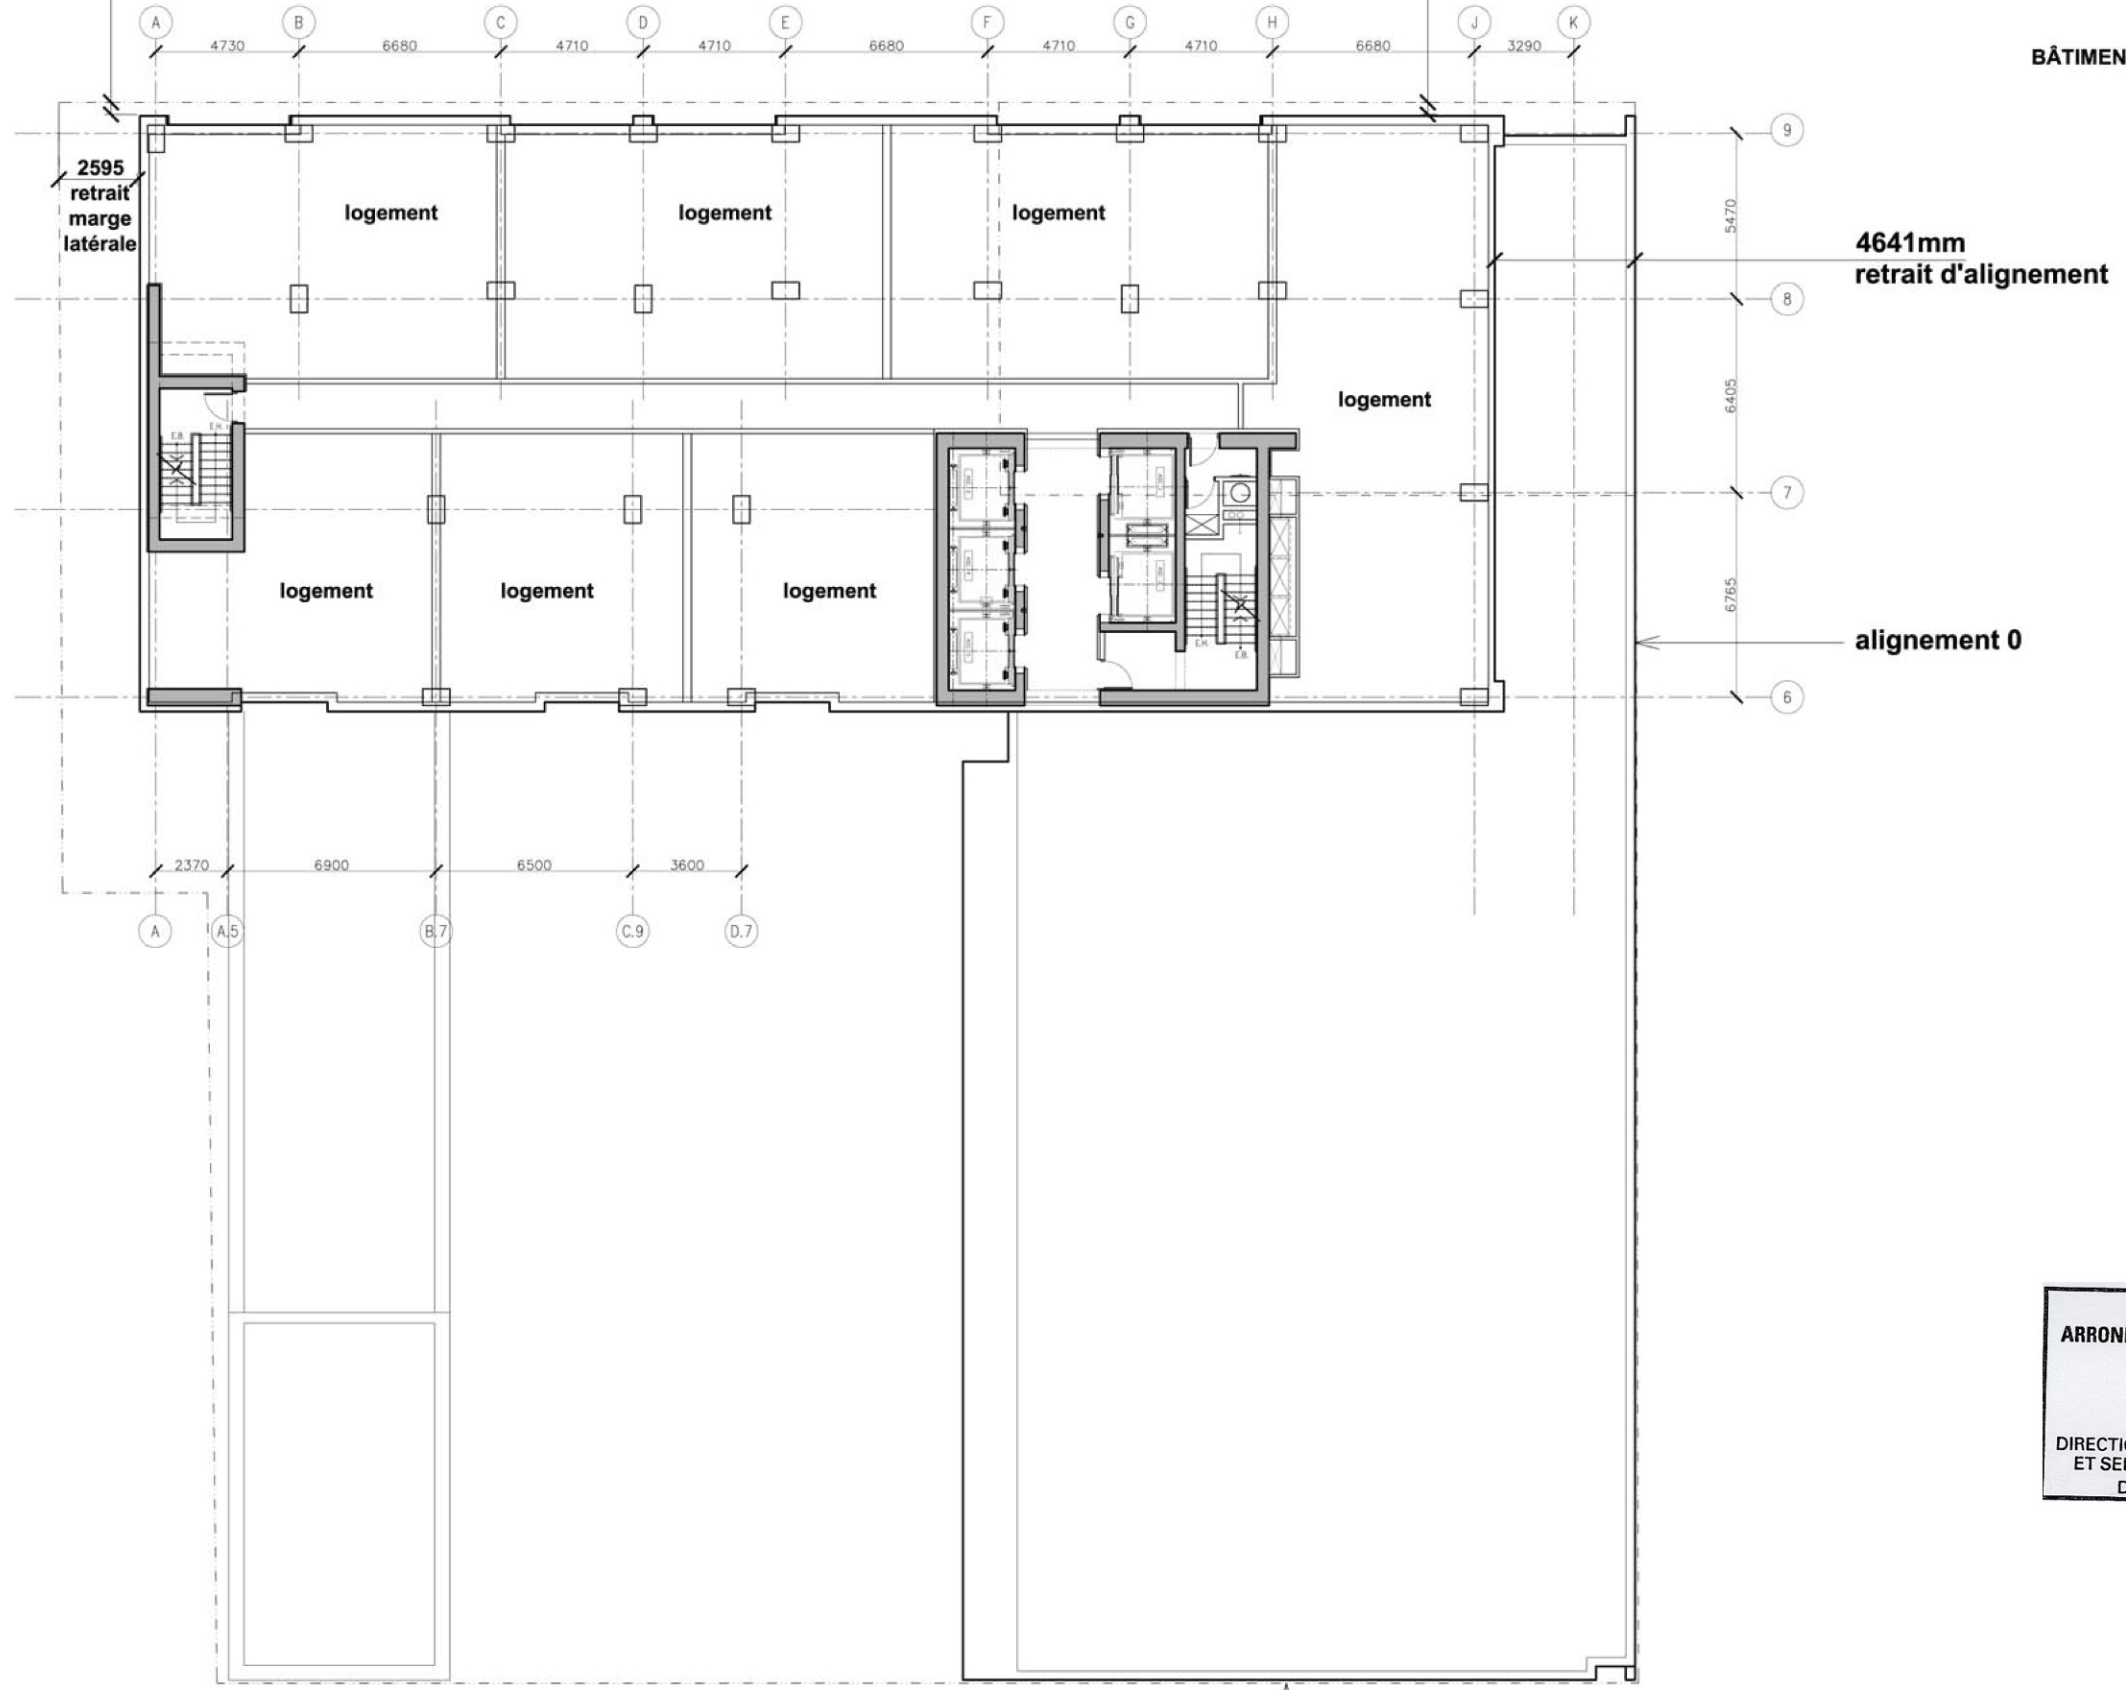 A B C D E F G H J K
4730 6680 4710 4710 6680 4710 4710 6680 3290
BÂTIMEN
9
2595
retrait
marge
latérale
logement logement logement
5470
4641mm
retrait d'alignement
8
logement
6405
E.B. E.H.
7
logement logement logement
6765
E.H. E.B.
alignement 0
6
2370 6900 6500 3600
A A.5 B.7 C.9 D.7
ARRON
DIRECTI
ET SE
D